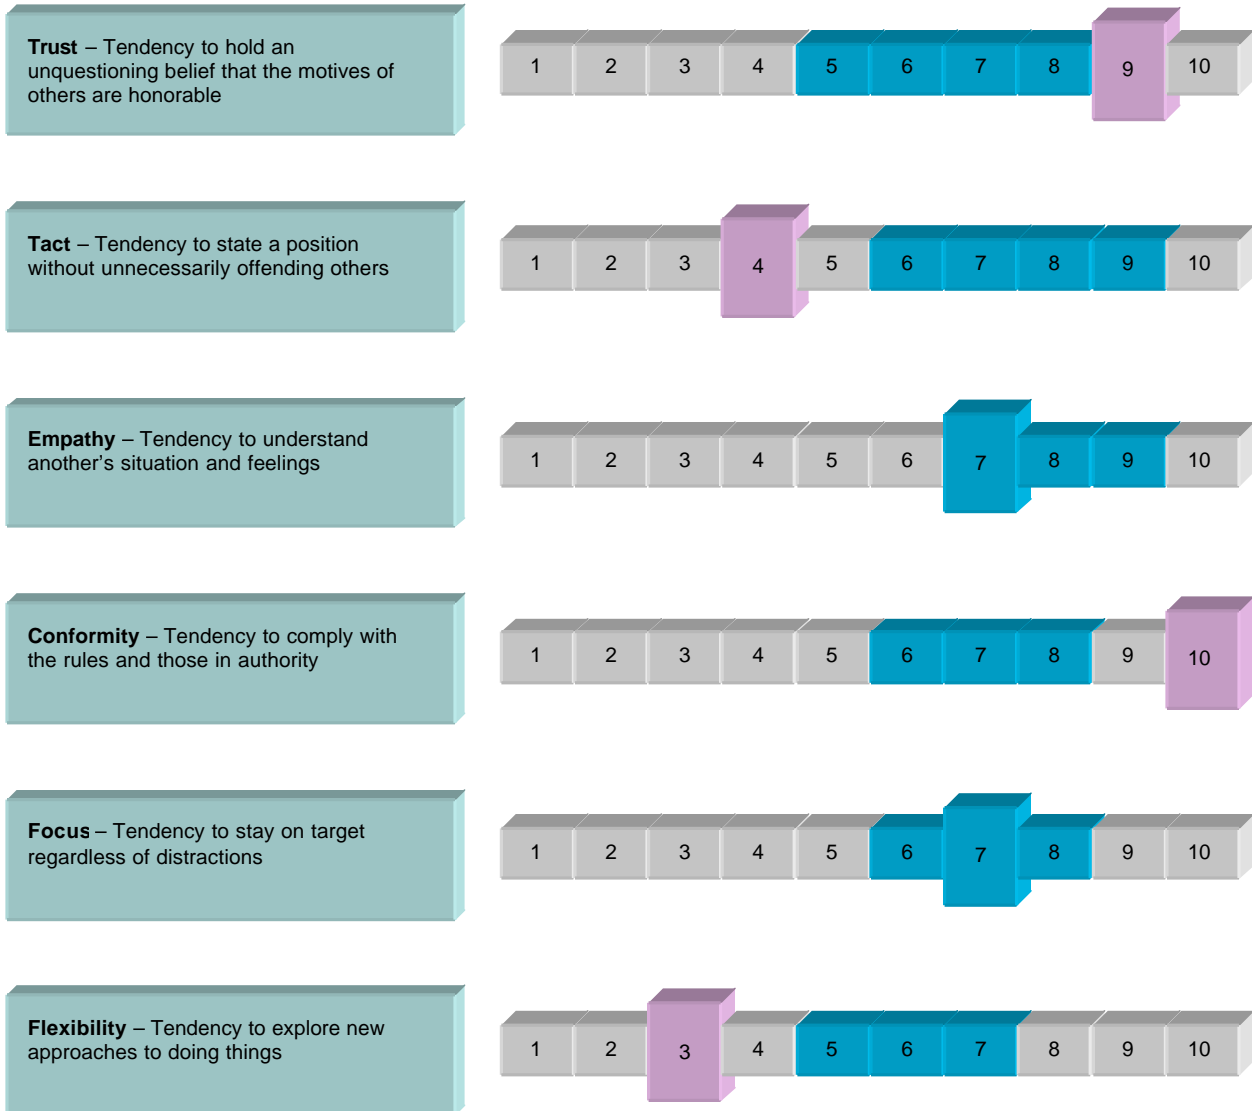 Trust – Tendency to hold an
unquestioning belief that the motives of
others are honorable
1 2 3 4 5 6 7 8 9 10
Tact – Tendency to state a position
without unnecessarily offending others
1 2 3 4 5 6 7 8 9 10
Empathy – Tendency to understand
another’s situation and feelings
1 2 3 4 5 6 7 8 9 10
Conformity – Tendency to comply with
the rules and those in authority
1 2 3 4 5 6 7 8 9 10
Focus – Tendency to stay on target
regardless of distractions
1 2 3 4 5 6 7 8 9 10
Flexibility – Tendency to explore new
approaches to doing things
1 2 3 4 5 6 7 8 9 10